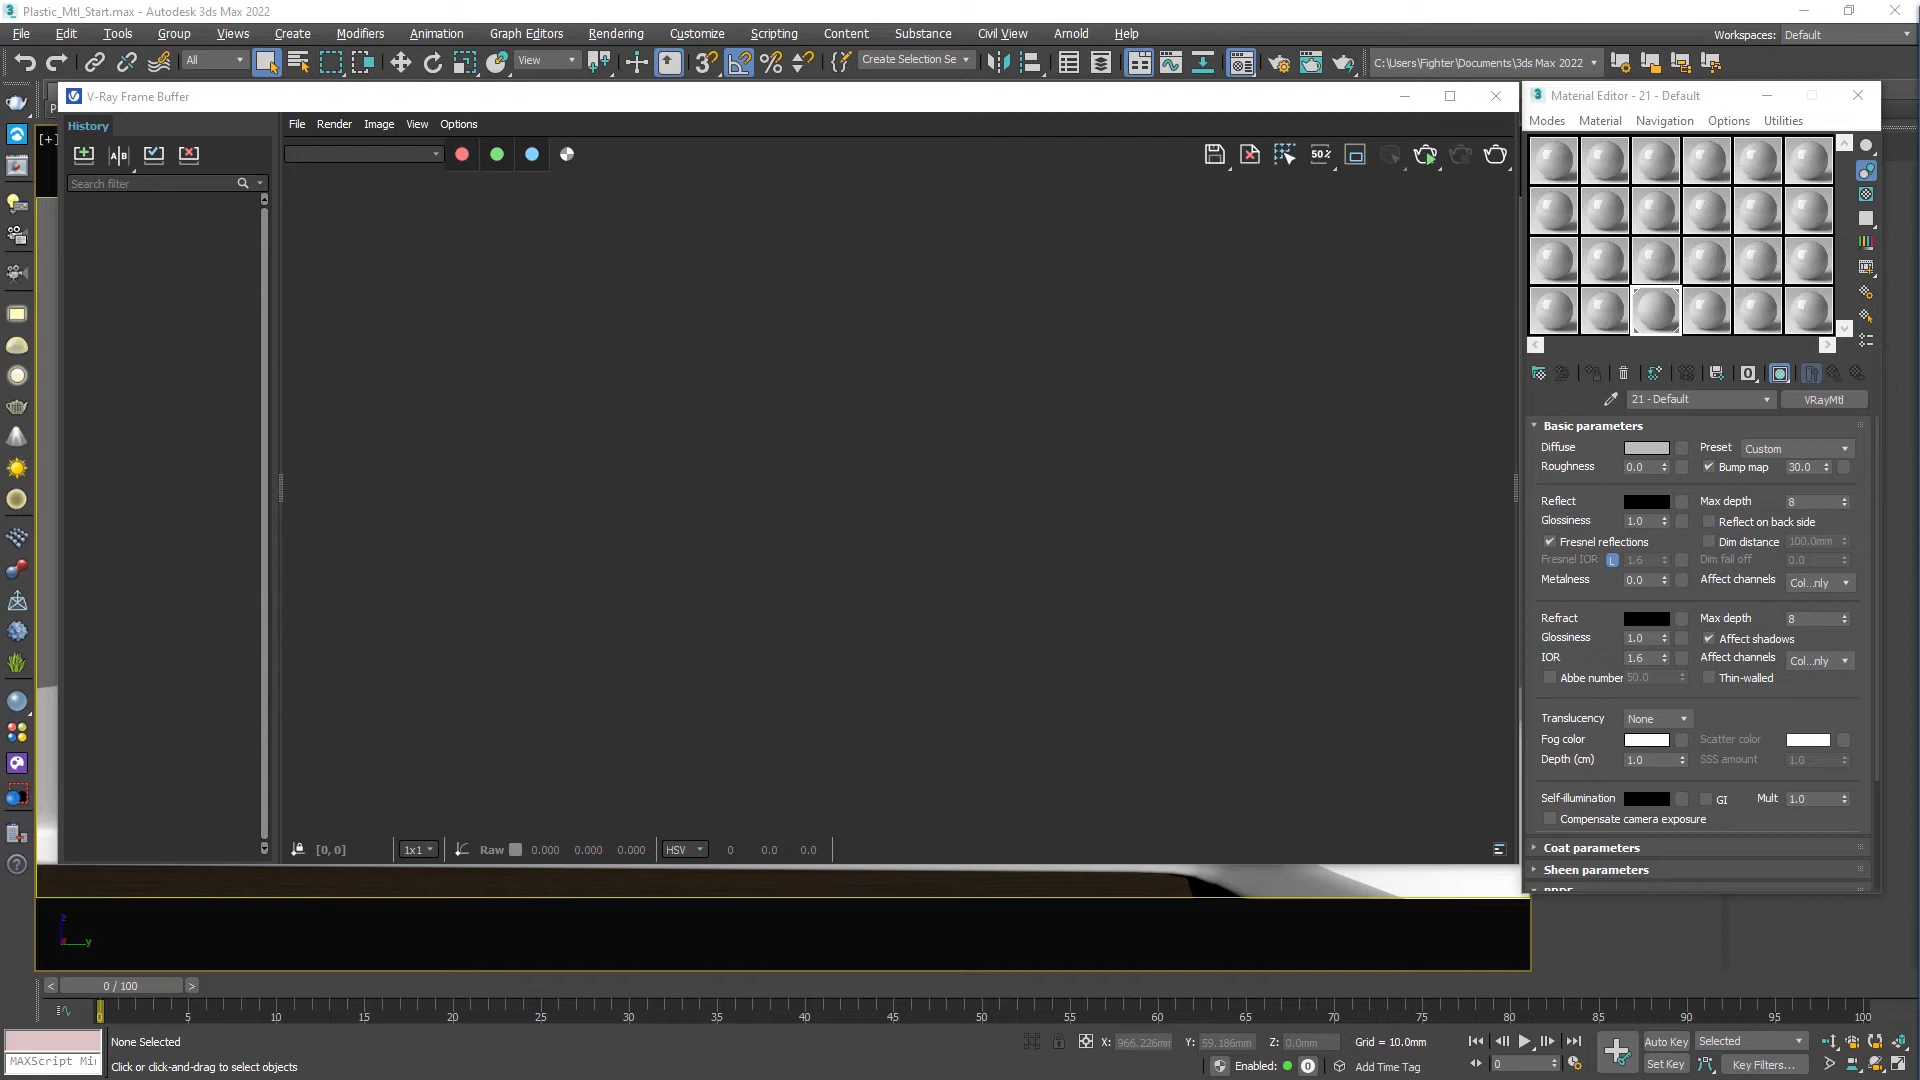 Plastic_Mtl_Start.max - Autodesk 3ds Max 2022
File Edit Tools Group Views Create Modifiers Animation Graph Editors Rendering Customize Scripting Content Substance Civil View Arnold Help
Workspaces: Default
All View Create Selection Se C:\Users\Fighter\Documents\3ds Max 2022
V-Ray Frame Buffer
Material Editor - 21 - Default
[+]
History
File Render Image View Options
Modes Material Navigation Options Utilities
A B
50%
Search filter
21 - Default VRayMtl
Basic parameters
Diffuse Preset Custom
Roughness 0.0 Bump map 30.0
Reflect Max depth 8
Glossiness 1.0 Reflect on back side
Fresnel reflections Dim distance 100.0mm
Fresnel IOR L 1.6 Dim fall off 0.0
Metalness 0.0 Affect channels Col...nly
Refract Max depth 8
Glossiness 1.0 Affect shadows
IOR 1.6 Affect channels Col...nly
Abbe number 50.0 Thin-walled
Translucency None
Fog color Scatter color
Depth (cm) 1.0 SSS amount 1.0
Self-illumination GI Mult 1.0
Compensate camera exposure
Coat parameters
Sheen parameters
[0, 0] 1x1 Raw 0.000 0.000 0.000 HSV 0 0.0 0.0
z
y
< 0 / 100 >
0 5 10 15 20 25 30 35 40 45 50 55 60 65 70 75 80 85 90 95 100
None Selected
X: 966.226mm Y: 59.186mm Z: 0.0mm Grid = 10.0mm
Auto Key Selected
MAXScript Mi
Click or click-and-drag to select objects
Enabled: 0 Add Time Tag
0
Set Key Key Filters...